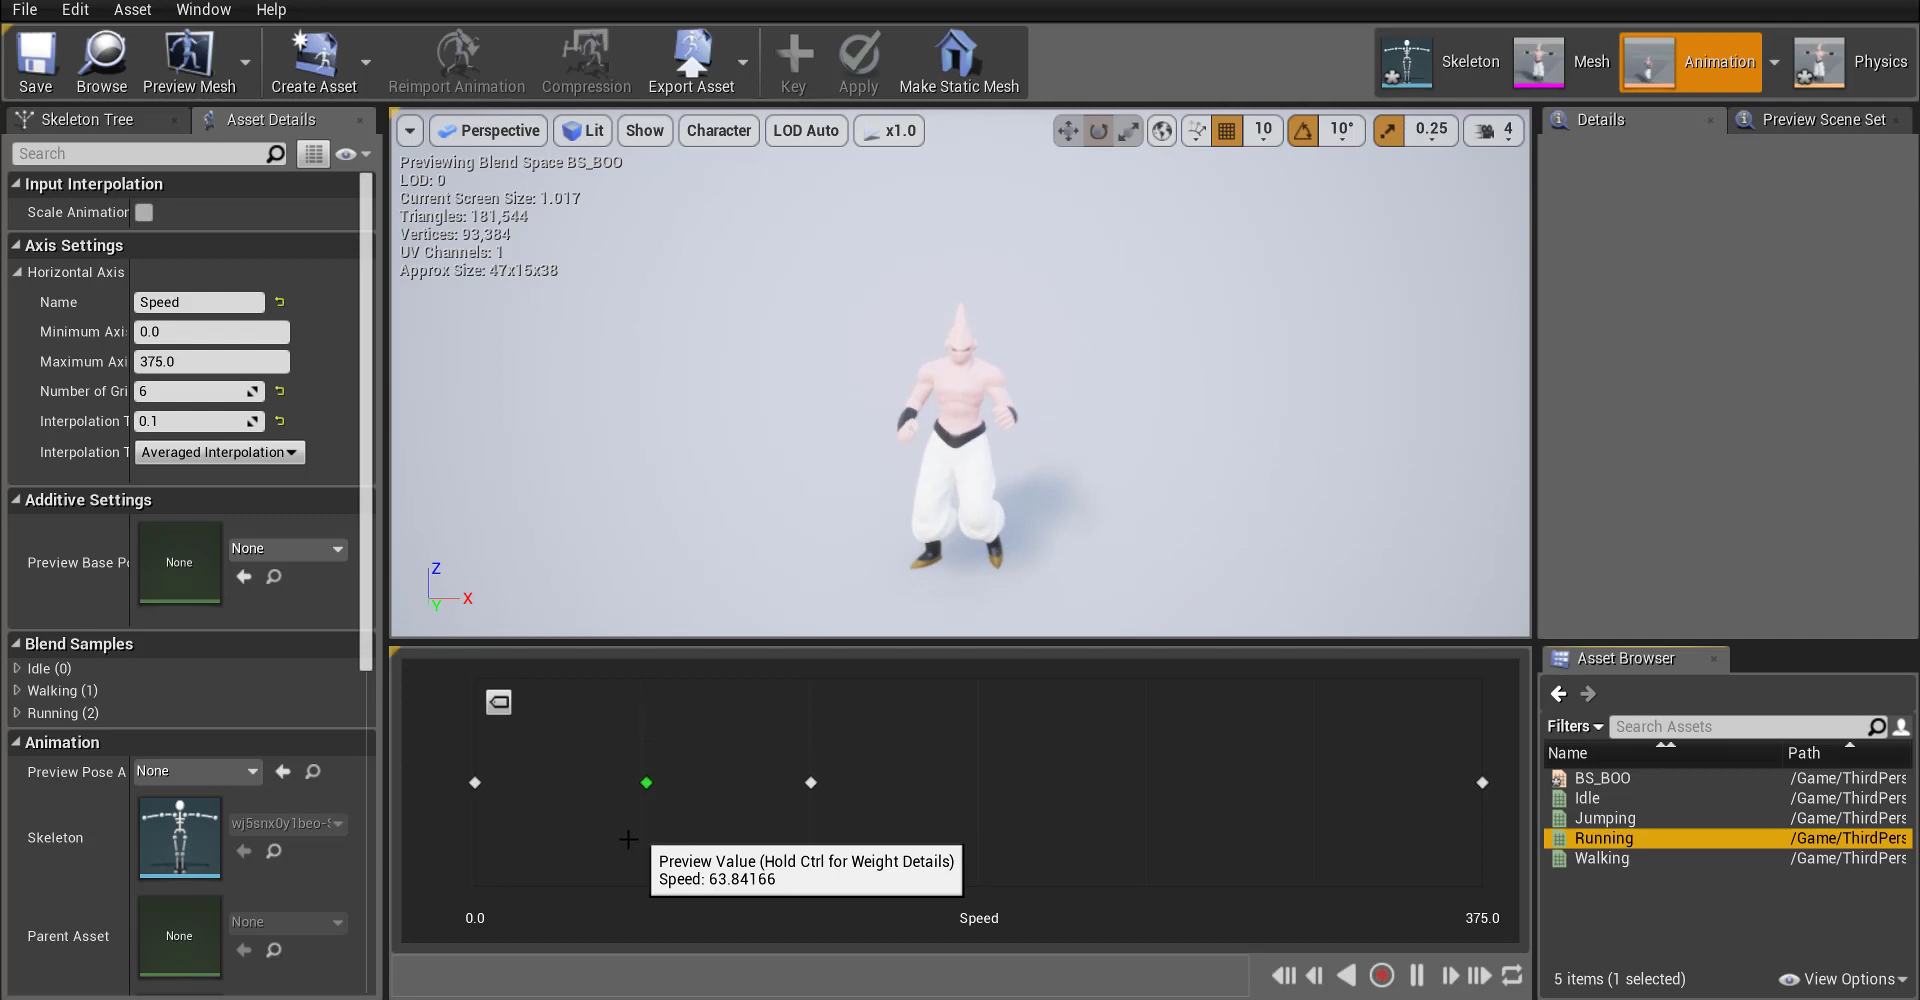 File Edit Asset Window Help
Save Browse Preview Mesh Create Asset Reimport Animation Compression Export Asset Key Apply Make Static Mesh Skeleton Mesh Animation Physics
Skeleton Tree Asset Details
Search
Input Interpolation
Scale Animation
Axis Settings
Horizontal Axis
Name Speed
Minimum Axi 0.0
Maximum Axi 375.0
Number of Gri 6
Interpolation T 0.1
Interpolation T Averaged Interpolation
Additive Settings
Preview Base Po None None
Blend Samples
Idle (0)
Walking (1)
Running (2)
Animation
Preview Pose A None
Skeleton wj5snx0y1beo-S
Parent Asset None None
Perspective Lit Show Character LOD Auto x1.0 10 10° 0.25 4
Previewing Blend Space BS_BOO
LOD: 0
Current Screen Size: 1.017
Triangles: 181,544
Vertices: 93,384
UV Channels: 1
Approx Size: 47x15x38
Z
X
Y
Preview Value (Hold Ctrl for Weight Details)
Speed: 63.84166
0.0 Speed 375.0
Details Preview Scene Set
Asset Browser
Filters Search Assets
Name Path
BS_BOO /Game/ThirdPers
Idle /Game/ThirdPers
Jumping /Game/ThirdPers
Running /Game/ThirdPers
Walking /Game/ThirdPers
5 items (1 selected) View Options